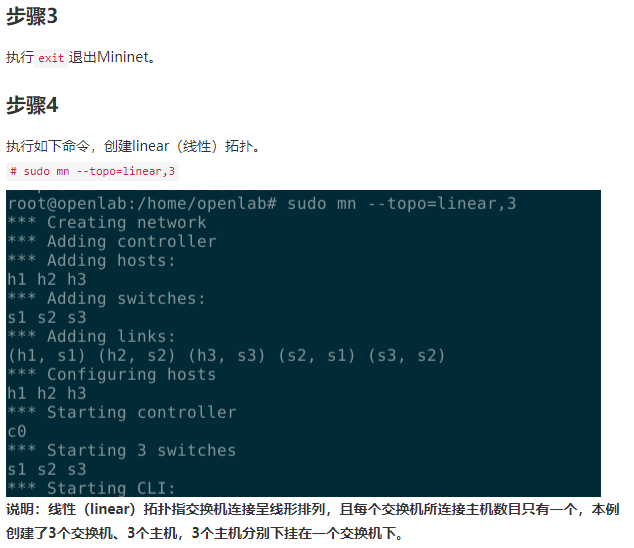 步骤3
执行exit退出Mininet。
步骤4
执行如下命令，创建linear（线性）拓扑。
# sudo mn --topo=linear,3
root@openlab:/home/openlab# sudo mn --topo=linear,3
*** Creating network
*** Adding controller
*** Adding hosts:
h1 h2 h3
*** Adding switches:
s1 s2 s3
*** Adding links:
(h1, s1) (h2, s2) (h3, s3) (s2, s1) (s3, s2)
*** Configuring hosts
h1 h2 h3
*** Starting controller
c0
*** Starting 3 switches
s1 s2 s3
*** Starting CLI:
说明：线性（linear）拓扑指交换机连接呈线形排列，且每个交换机所连接主机数目只有一个，本例
创建了3个交换机、3个主机，3个主机分别下挂在一个交换机下。